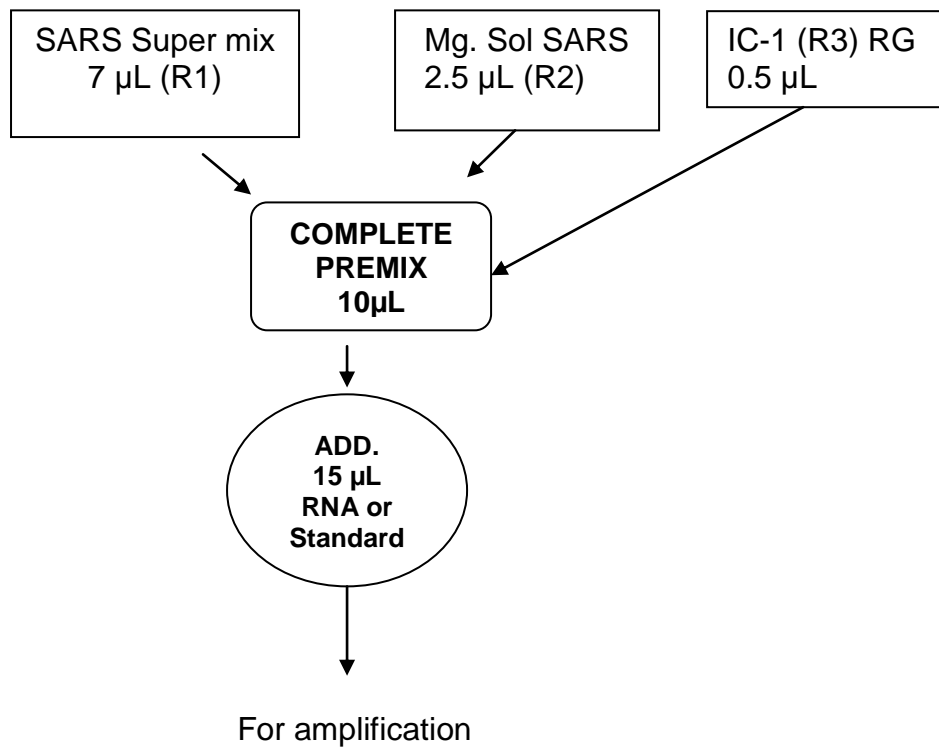 SARS Super mix
7 µL (R1)
Mg. Sol SARS
2.5 µL (R2)
IC-1 (R3) RG
0.5 µL
COMPLETE
PREMIX
10µL
ADD.
15 µL
RNA or
Standard
For amplification